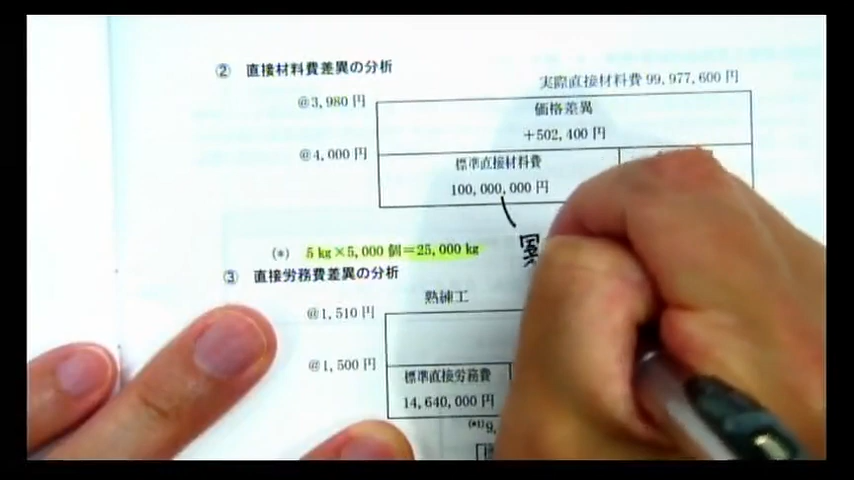 ② 直接材料費差異の分析
実際直接材料費 99,977,600 円
@3,980 円
価格差異
+502,400 円
@4,000 円
標準直接材料費
100,000,000 円
(*) 5 kg×5,000 個=25,000 kg
③ 直接労務費差異の分析
熟練工
@1,510 円
@1,500 円
標準直接労務費
14,640,000 円
(*1)9,